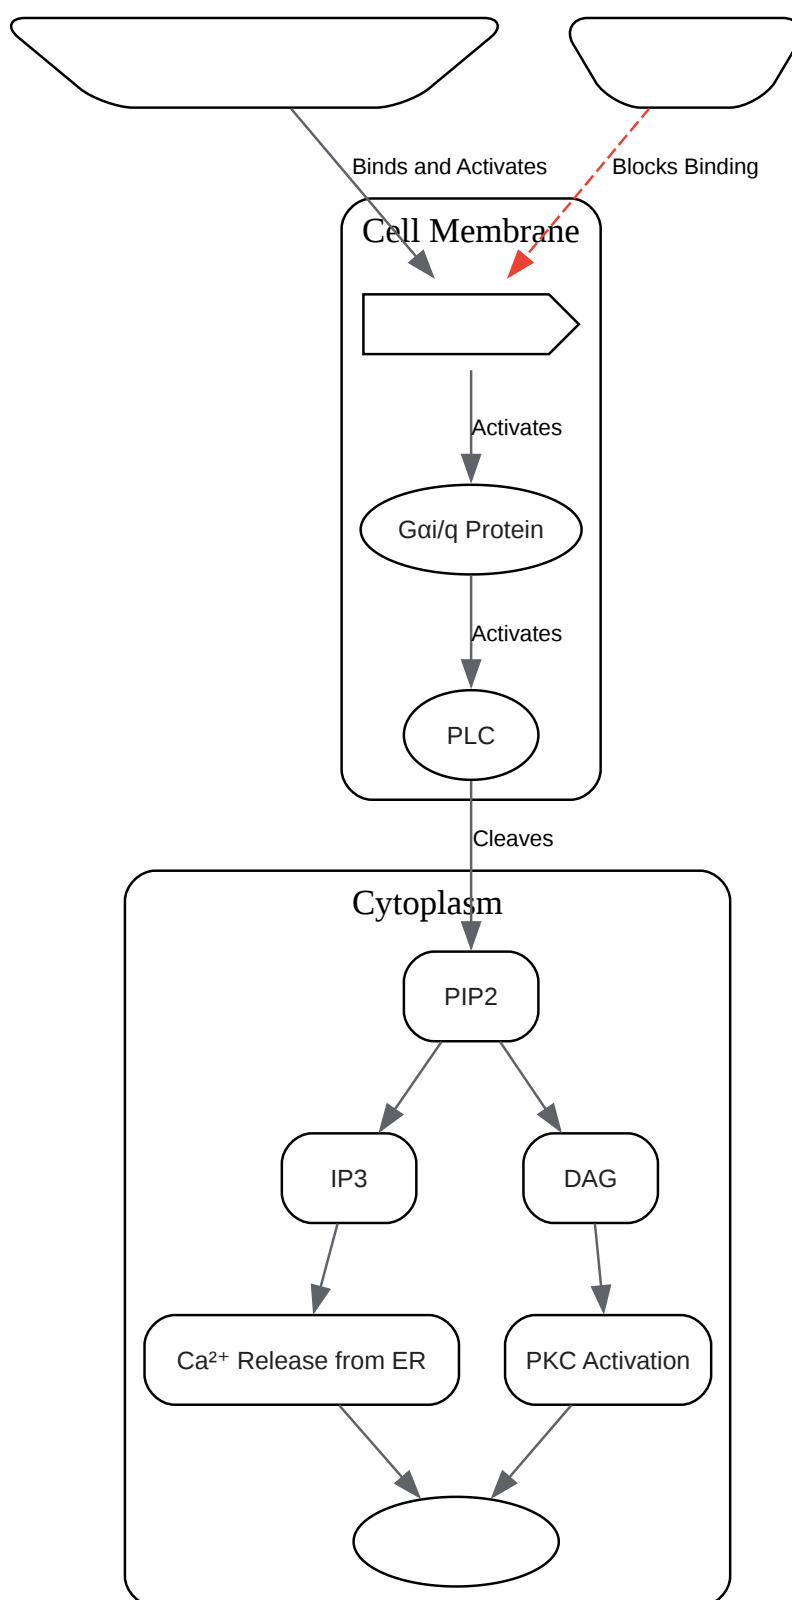 Binds and Activates
Blocks Binding
Cell Membrane
Activates
Gαi/q Protein
Activates
PLC
Cleaves
Cytoplasm
PIP2
IP3
DAG
Ca²⁺ Release from ER
PKC Activation